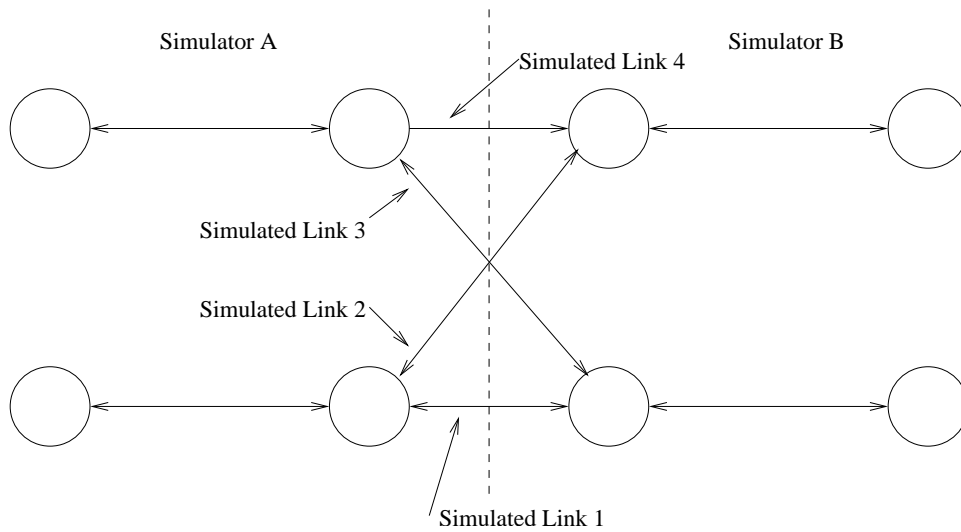 Simulator A
Simulator B
Simulated Link 4
Simulated Link 3
Simulated Link 2
Simulated Link 1